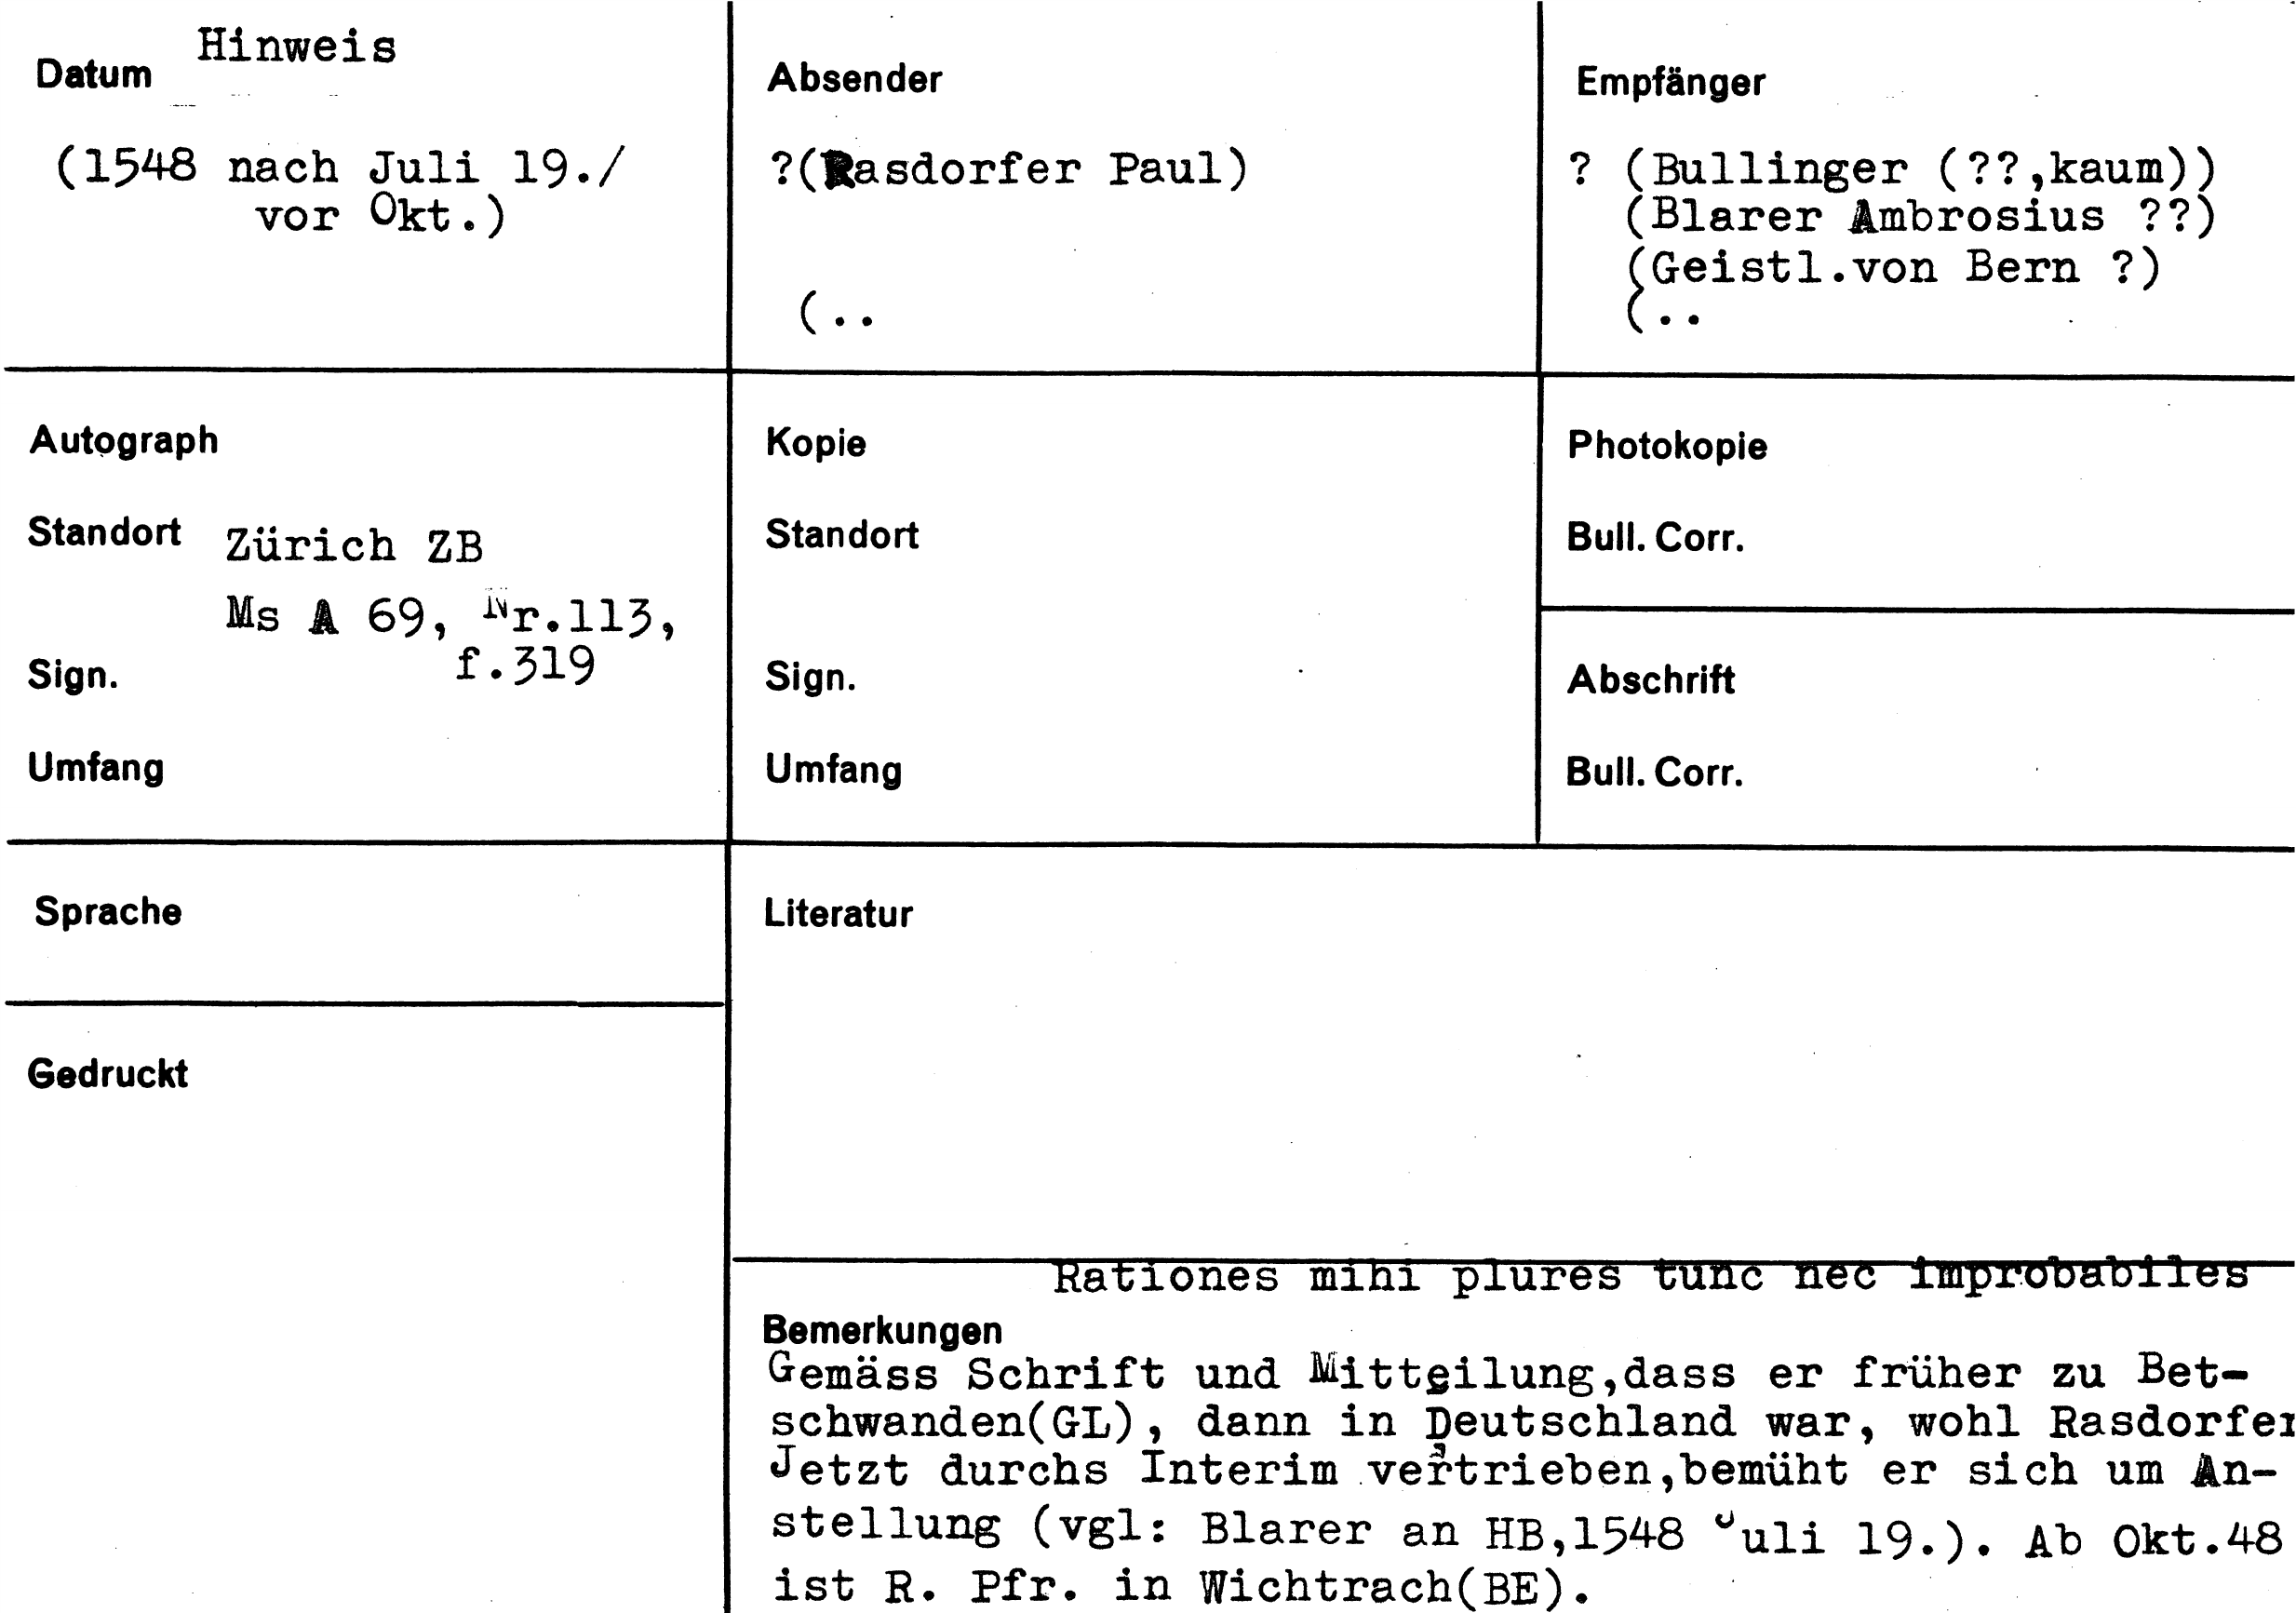 Hinweis
Datum
(1548 nach Juli 19./
vor Okt.)
Absender
?(Rasdorfer Paul)
(..
Empfänger
? (Bullinger (??,kaum))
(Blarer Ambrosius ??)
(Geistl.von Bern ?)
(..
Autograph
Standort Zürich ZB
Ms A 69, Nr.113,
f.319
Sign.
Umfang
Kopie
Standort
Sign.
Umfang
Photokopie
Bull. Corr.
Abschrift
Bull. Corr.
Sprache
Gedruckt
Literatur
Rationes mihi plures tunc nec improbabiles
Bemerkungen
Gemäss Schrift und Mitteilung,dass er früher zu Bet-
schwanden(GL), dann in Deutschland war, wohl Rasdorfer
Jetzt durchs Interim vertrieben,bemüht er sich um An-
stellung (vgl: Blarer an HB,1548 Juli 19.). Ab Okt.48
ist R. Pfr. in Wichtrach(BE).